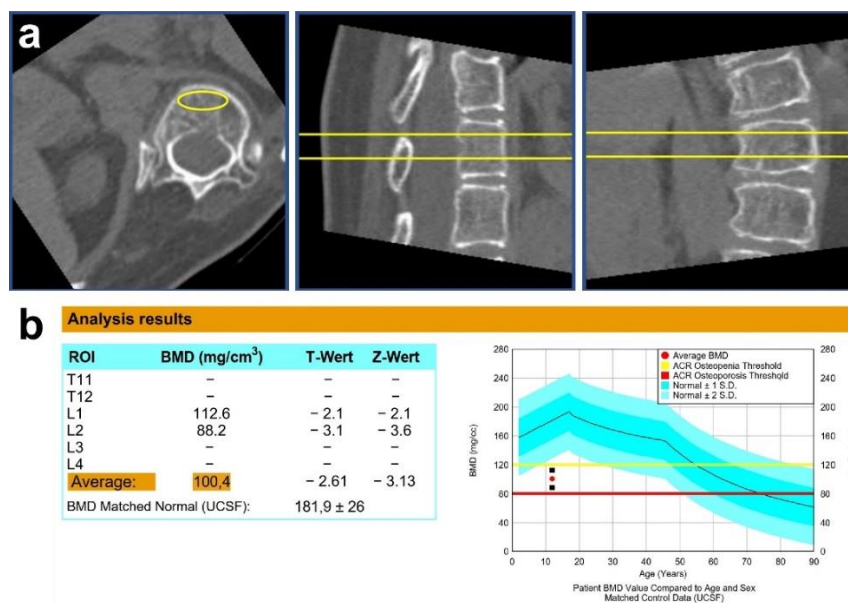 a
b
Analysis results
ROI BMD (mg/cm³) T-Wert Z-Wert
T11 – – –
T12 – – –
L1 112.6 – 2.1 – 2.1
L2 88.2 – 3.1 – 3.6
L3 – – –
L4 – – –
Average: 100,4 – 2.61 – 3.13
BMD Matched Normal (UCSF): 181,9 ± 26
280 280
240 240
200 200
160 160
120 120
80 80
40 40
0 0
BMD (mg/cc)
Average BMD
ACR Osteopenia Threshold
ACR Osteoporosis Threshold
Normal ± 1 S.D.
Normal ± 2 S.D.
0 10 20 30 40 50 60 70 80 90
Age (Years)
Patient BMD Value Compared to Age and Sex
Matched Control Data (UCSF)